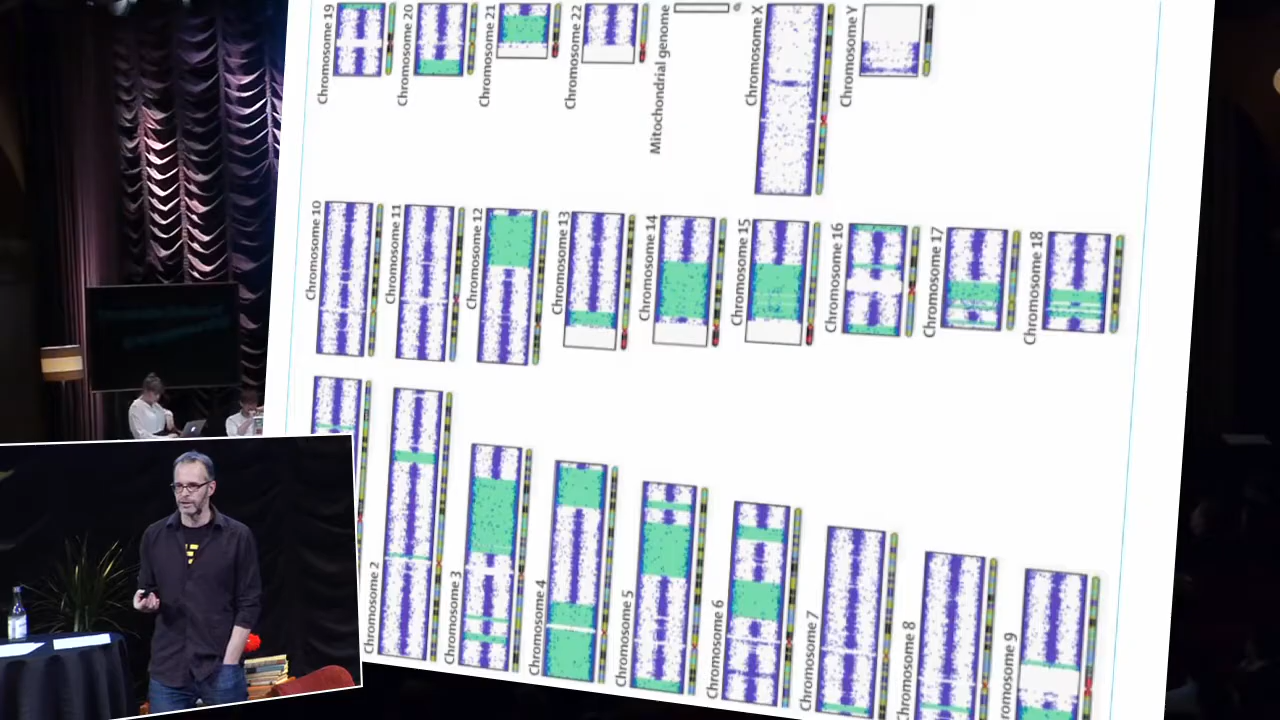 Chromosome 19
Chromosome 20
Chromosome 21
Chromosome 22
Mitochondrial genome
Chromosome X
Chromosome Y
Chromosome 10
Chromosome 11
Chromosome 12
Chromosome 13
Chromosome 14
Chromosome 15
Chromosome 16
Chromosome 17
Chromosome 18
Chromosome 2
Chromosome 3
Chromosome 4
Chromosome 5
Chromosome 6
Chromosome 7
Chromosome 8
romosome 9